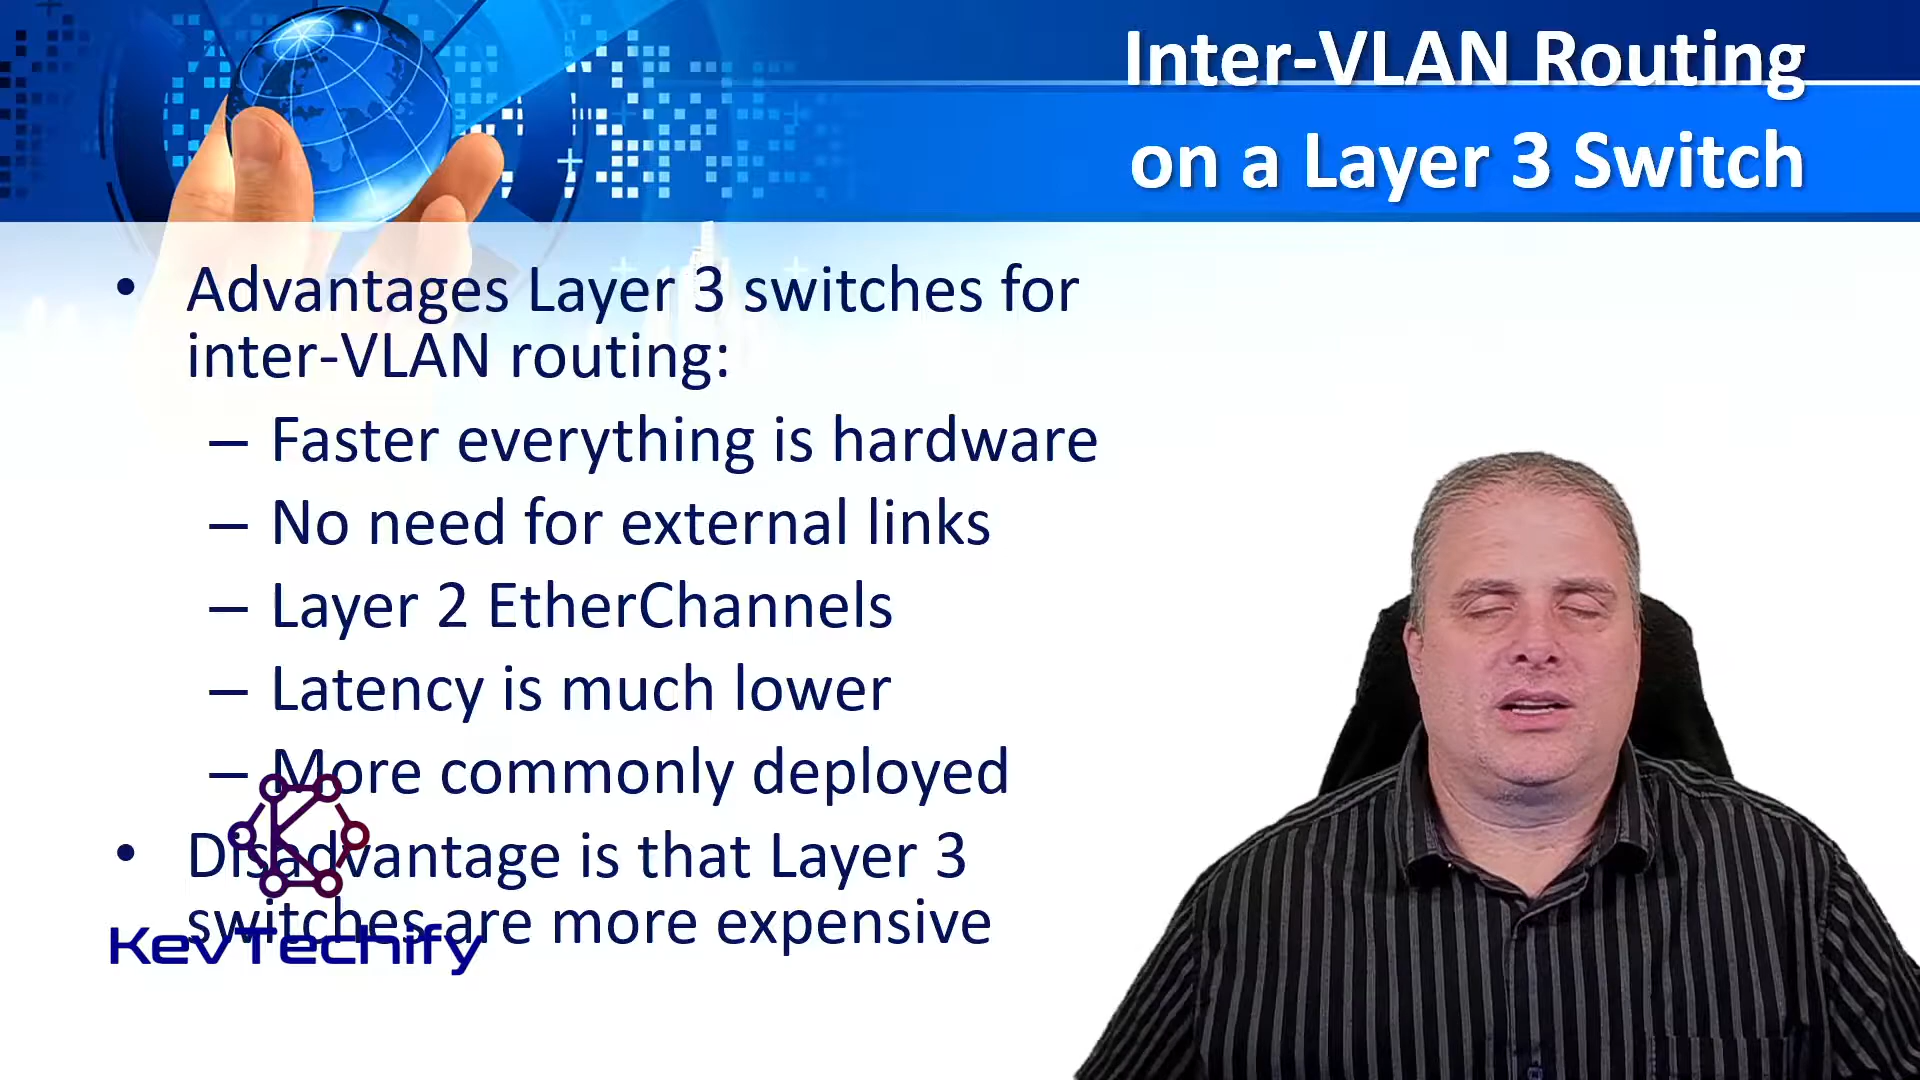 Inter-VLAN Routing
on a Layer 3 Switch
• Advantages Layer 3 switches for
inter-VLAN routing:
– Faster everything is hardware
– No need for external links
– Layer 2 EtherChannels
– Latency is much lower
– More commonly deployed
• Disadvantage is that Layer 3
switches are more expensive
KevTechify